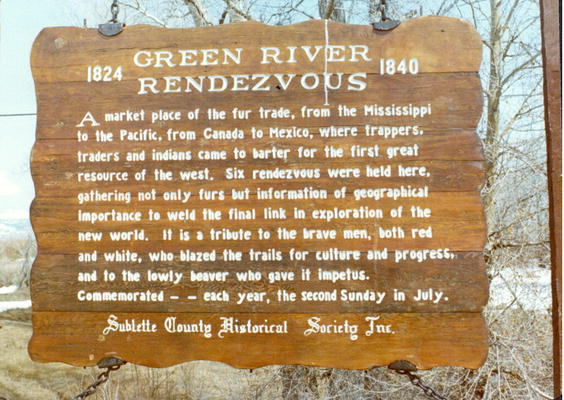 GREEN RIVER
1824 RENDEZVOUS 1840
A market place of the fur trade, from the Mississippi
to the Pacific, from Canada to Mexico, where trappers,
traders and indians came to barter for the first great
resource of the west. Six rendezvous were held here,
gathering not only furs but information of geographical
importance to weld the final link in exploration of the
new world. It is a tribute to the brave men, both red
and white, who blazed the trails for culture and progress,
and to the lowly beaver who gave it impetus.
Commemorated - - each year, the second Sunday in July.
Sublette County Historical Society Inc.